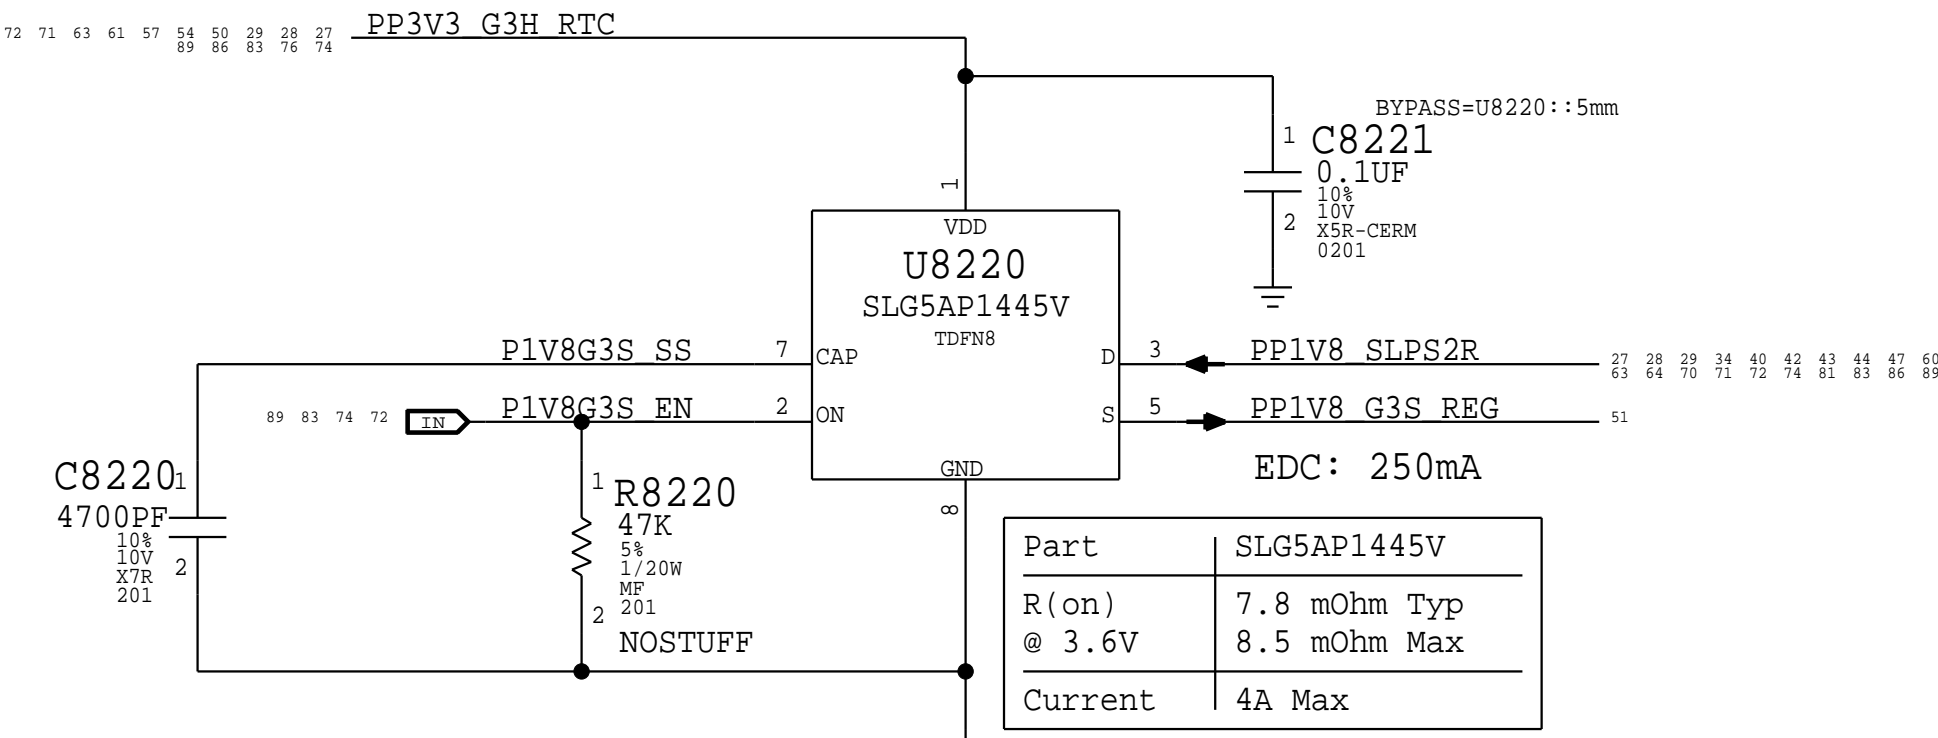 PP3V3_G3H_RTC
72 71 63 61 57 54 50 29 28 27
89 86 83 76 74
BYPASS=U8220::5mm
1
C8221
0.1UF
10%
10V
X5R-CERM
0201
2
1
VDD
U8220
SLG5AP1445V
TDFN8
P1V8G3S_SS
7
CAP
D
3
PP1V8_SLPS2R
27 28 29 34 40 42 43 44 47 60
63 64 70 71 72 74 81 83 86 89
89 83 74 72
IN
P1V8G3S_EN
2
ON
S
5
PP1V8_G3S_REG
51
GND
8
EDC: 250mA
C8220
1
4700PF
10%
10V
X7R
201
2
1
R8220
47K
5%
1/20W
MF
201
2
NOSTUFF
Part SLG5AP1445V
R(on) 7.8 mOhm Typ
@ 3.6V 8.5 mOhm Max
Current 4A Max